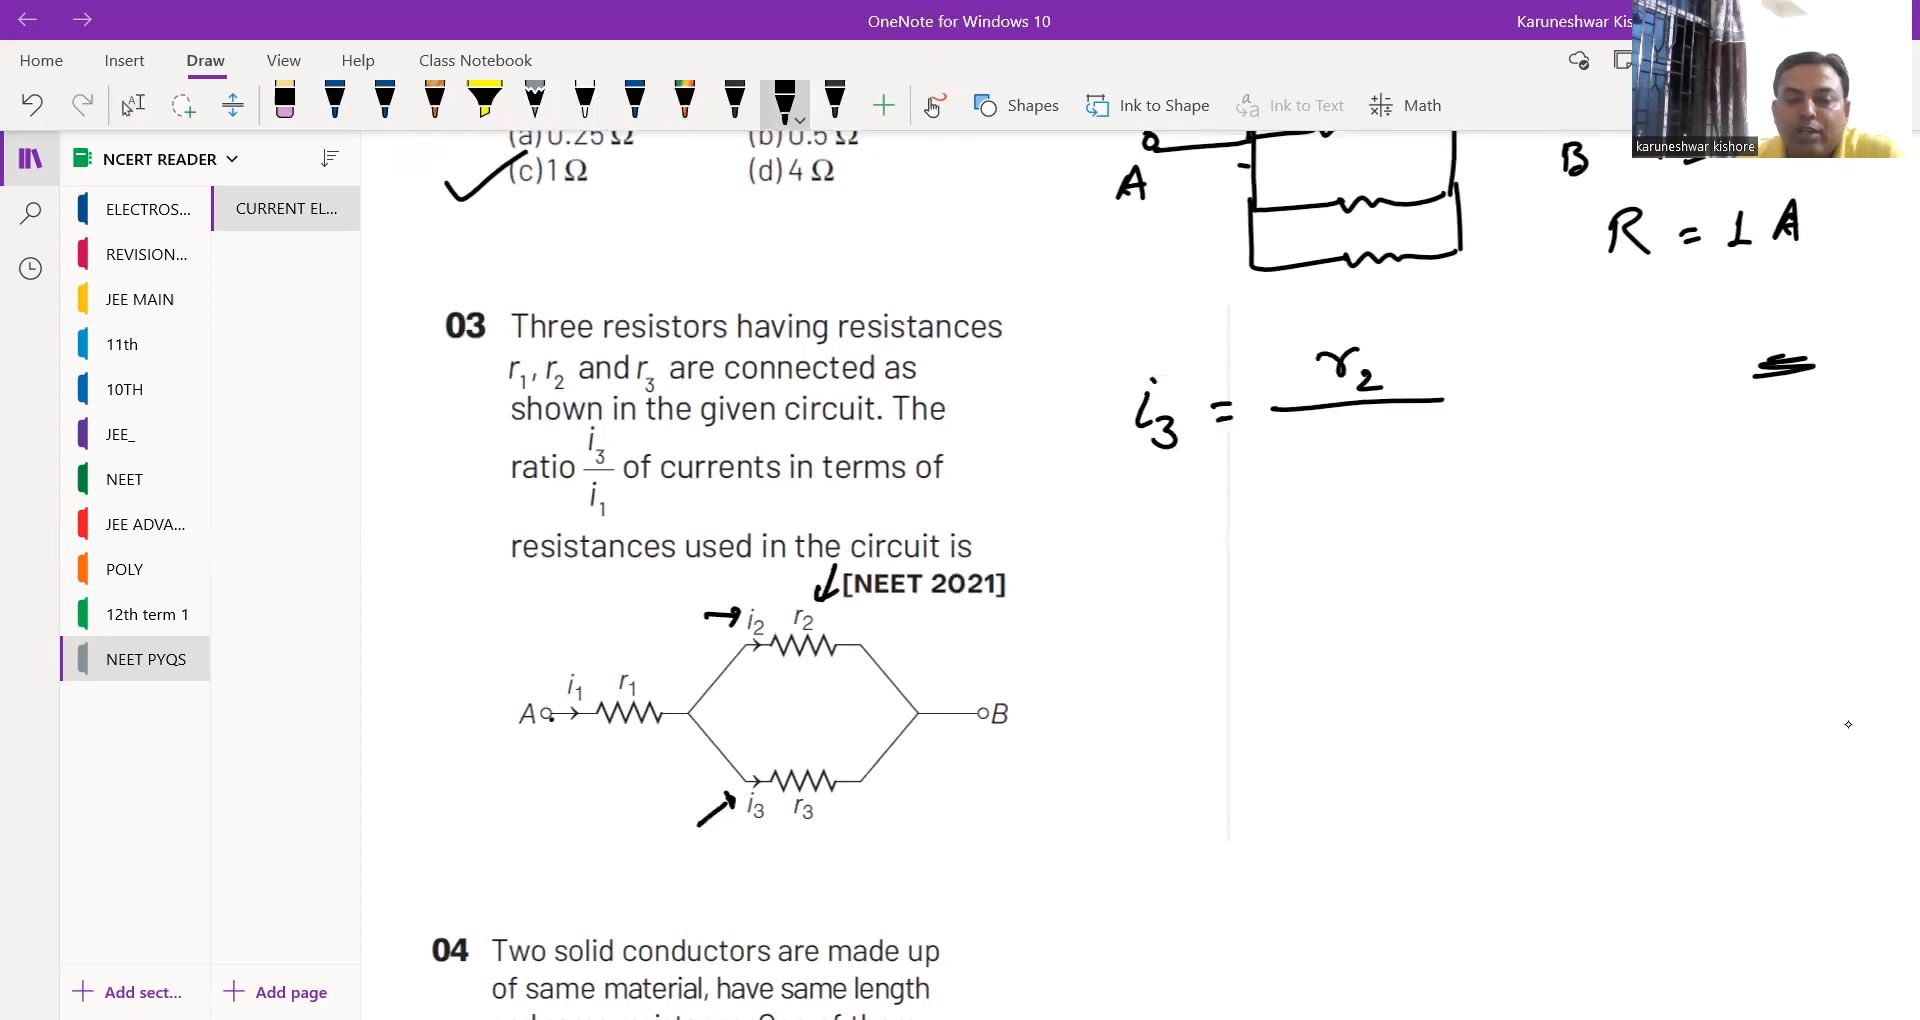 OneNote for Windows 10
Karuneshwar Kis
Home Insert Draw View Help Class Notebook
Shapes Ink to Shape Ink to Text Math
karuneshwar kishore
NCERT READER
ELECTROS...
REVISION...
JEE MAIN
11th
10TH
JEE_
NEET
JEE ADVA...
POLY
12th term 1
NEET PYQS
Add sect...
CURRENT EL...
Add page
(a) 0.25 Ω (b) 0.5 Ω
(c) 1 Ω (d) 4 Ω
A
B
R = 1 A
03 Three resistors having resistances
r₁, r₂ and r₃ are connected as
shown in the given circuit. The
ratio i₃/i₁ of currents in terms of
resistances used in the circuit is
[NEET 2021]
i₃ = r₂
i₂ r₂
i₁ r₁
A B
i₃ r₃
04 Two solid conductors are made up
of same material, have same length